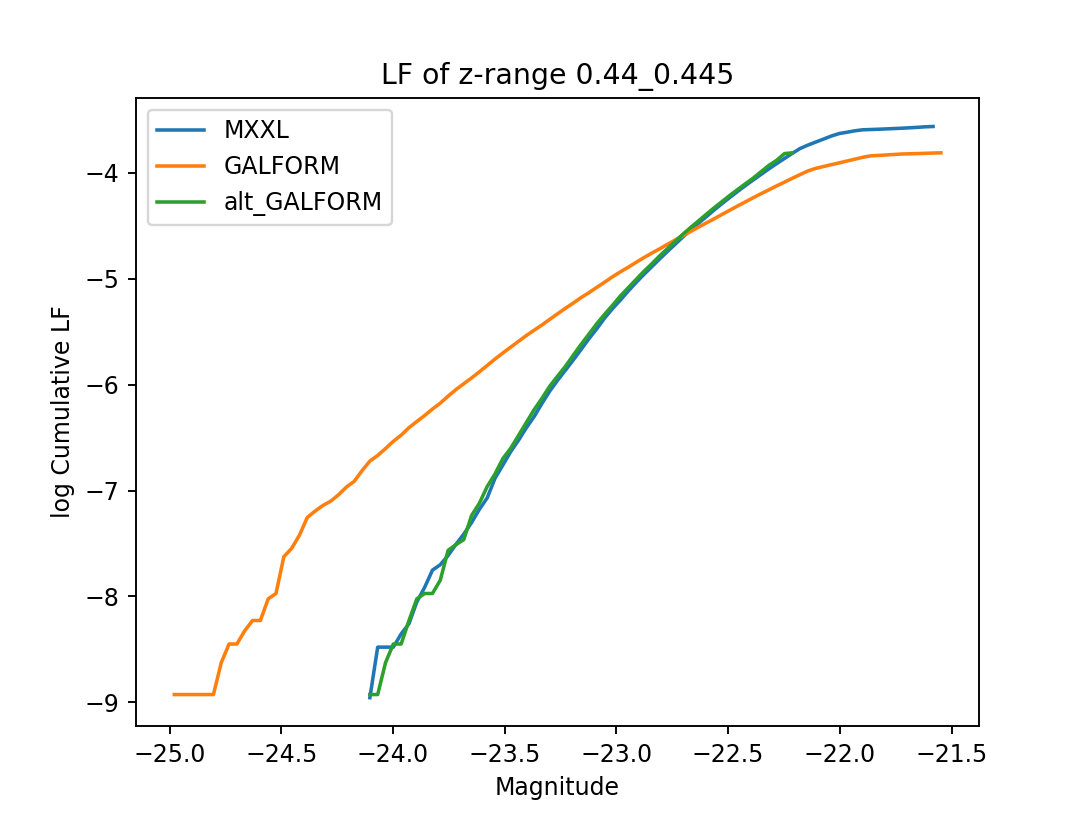 LF of z-range 0.44_0.445
MXXL
GALFORM
alt_GALFORM
log Cumulative LF
−4
−5
−6
−7
−8
−9
−25.0 −24.5 −24.0 −23.5 −23.0 −22.5 −22.0 −21.5
Magnitude